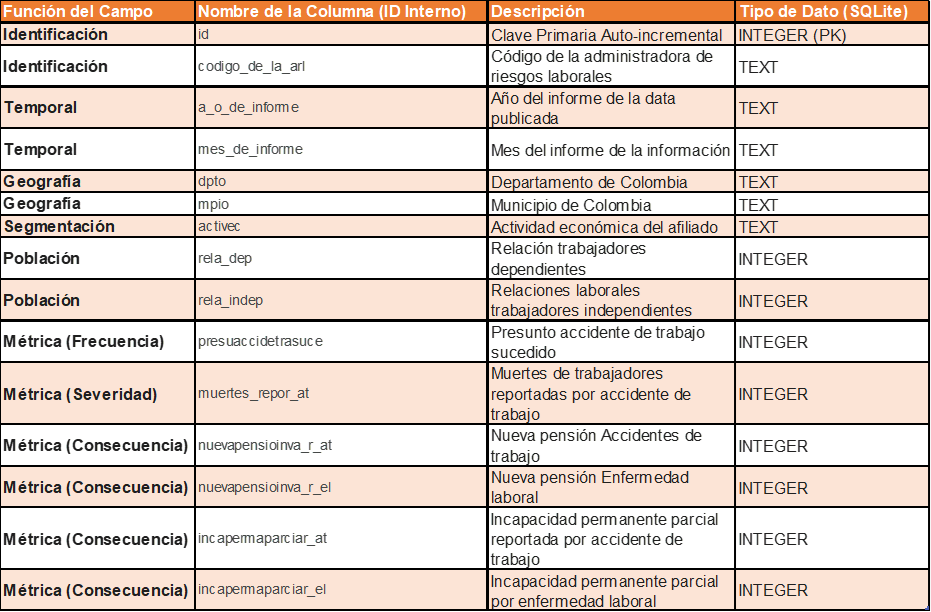 Función del Campo Nombre de la Columna (ID Interno) Descripción Tipo de Dato (SQLite)
Identificación id Clave Primaria Auto-incremental INTEGER (PK)
Identificación codigo_de_la_arl Código de la administradora de
riesgos laborales TEXT
Temporal a_o_de_informe Año del informe de la data
publicada TEXT
Temporal mes_de_informe Mes del informe de la información TEXT
Geografía dpto Departamento de Colombia TEXT
Geografía mpio Municipio de Colombia TEXT
Segmentación activec Actividad económica del afiliado TEXT
Población rela_dep Relación trabajadores
dependientes INTEGER
Población rela_indep Relaciones laborales
trabajadores independientes INTEGER
Métrica (Frecuencia) presuaccidetrasuce Presunto accidente de trabajo
sucedido INTEGER
Métrica (Severidad) muertes_repor_at Muertes de trabajadores
reportadas por accidente de
trabajo INTEGER
Métrica (Consecuencia) nuevapensioinva_r_at Nueva pensión Accidentes de
trabajo INTEGER
Métrica (Consecuencia) nuevapensioinva_r_el Nueva pensión Enfermedad
laboral INTEGER
Métrica (Consecuencia) incapermaparciar_at Incapacidad permanente parcial
reportada por accidente de
trabajo INTEGER
Métrica (Consecuencia) incapermaparciar_el Incapacidad permanente parcial
por enfermedad laboral INTEGER